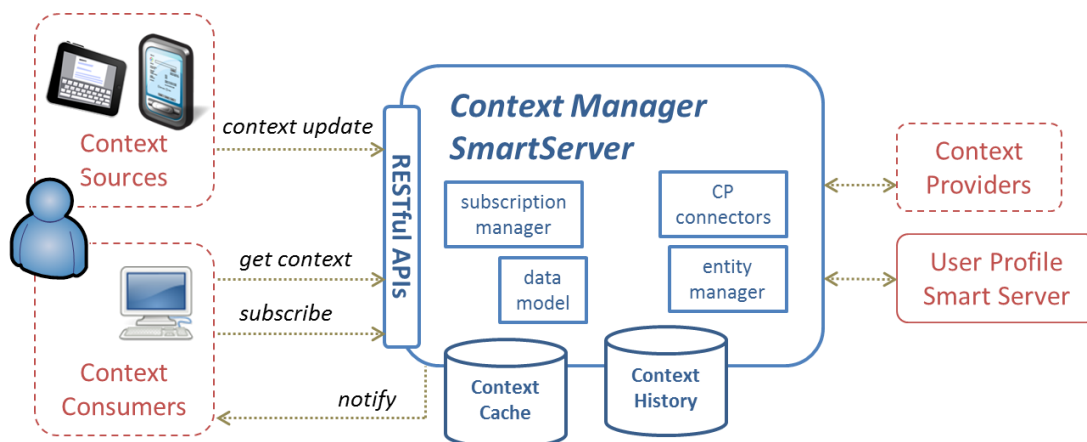 Context
Sources
context update
Context
Consumers
get context
subscribe
notify
RESTful APIs
Context Manager
SmartServer
subscription
manager
CP
connectors
data
model
entity
manager
Context
Cache
Context
History
Context
Providers
User Profile
Smart Server